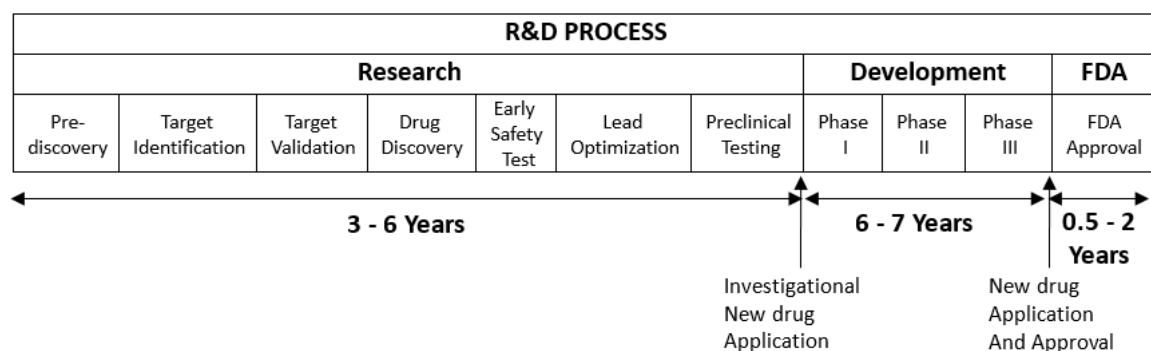 R&D PROCESS
Research
Development
FDA
Pre-
discovery
Target
Identification
Target
Validation
Drug
Discovery
Early
Safety
Test
Lead
Optimization
Preclinical
Testing
Phase
I
Phase
II
Phase
III
FDA
Approval
3 - 6 Years
6 - 7 Years
0.5 - 2
Years
Investigational
New drug
Application
New drug
Application
And Approval